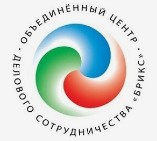 ОБЪЕДИНЁННЫЙ ЦЕНТР
ДЕЛОВОГО СОТРУДНИЧЕСТВА «БРИКС»